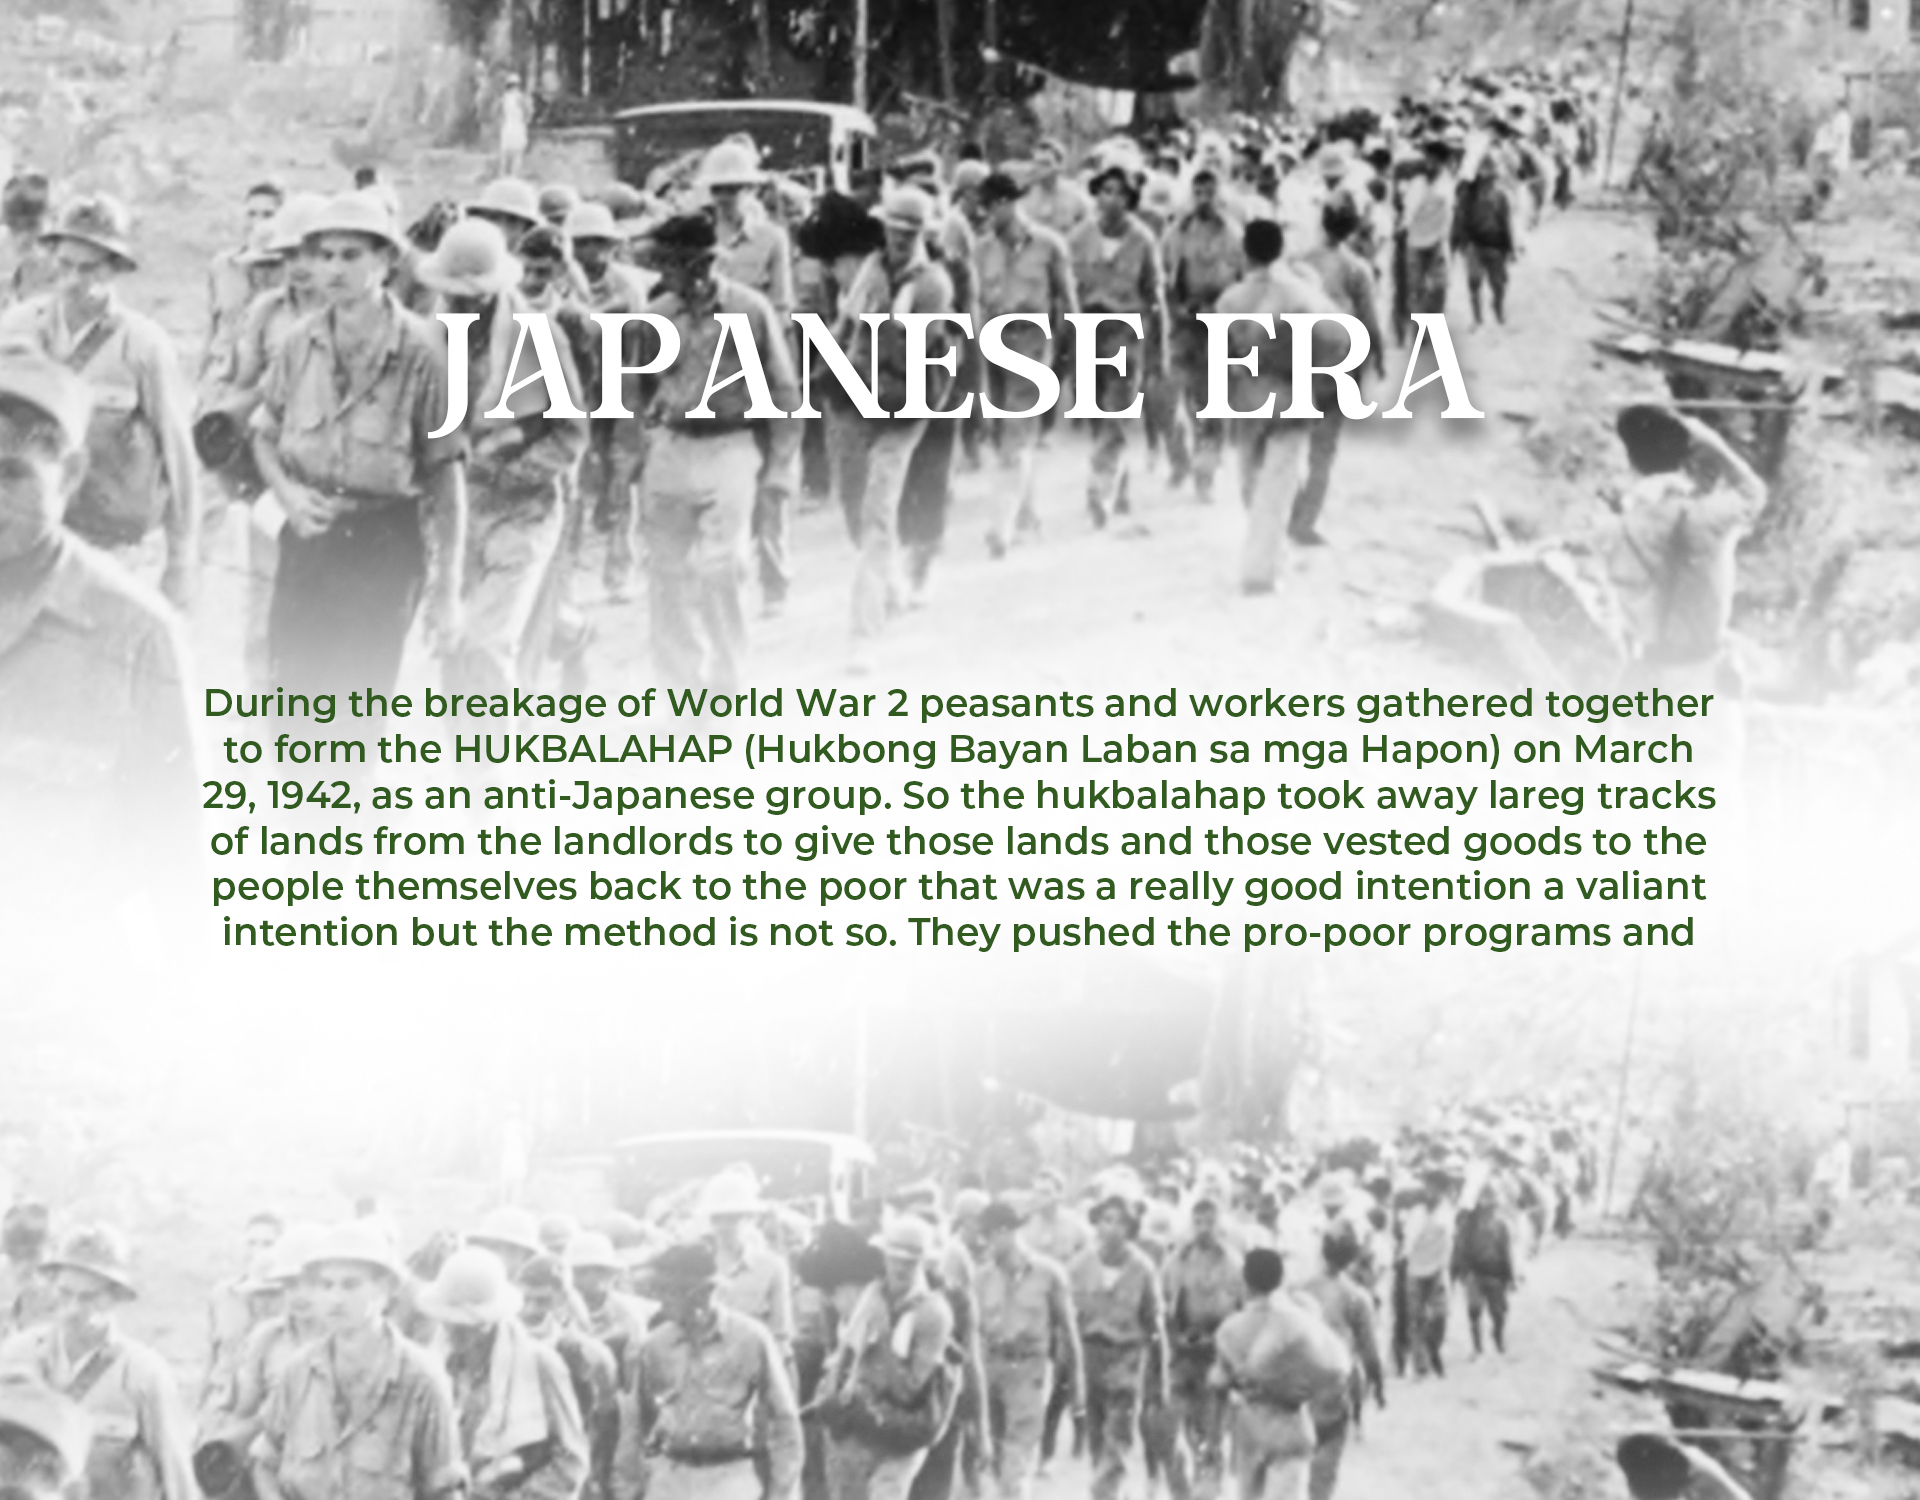 JAPANESE ERA
During the breakage of World War 2 peasants and workers gathered together
to form the HUKBALAHAP (Hukbong Bayan Laban sa mga Hapon) on March
29, 1942, as an anti-Japanese group. So the hukbalahap took away lareg tracks
of lands from the landlords to give those lands and those vested goods to the
people themselves back to the poor that was a really good intention a valiant
intention but the method is not so. They pushed the pro-poor programs and